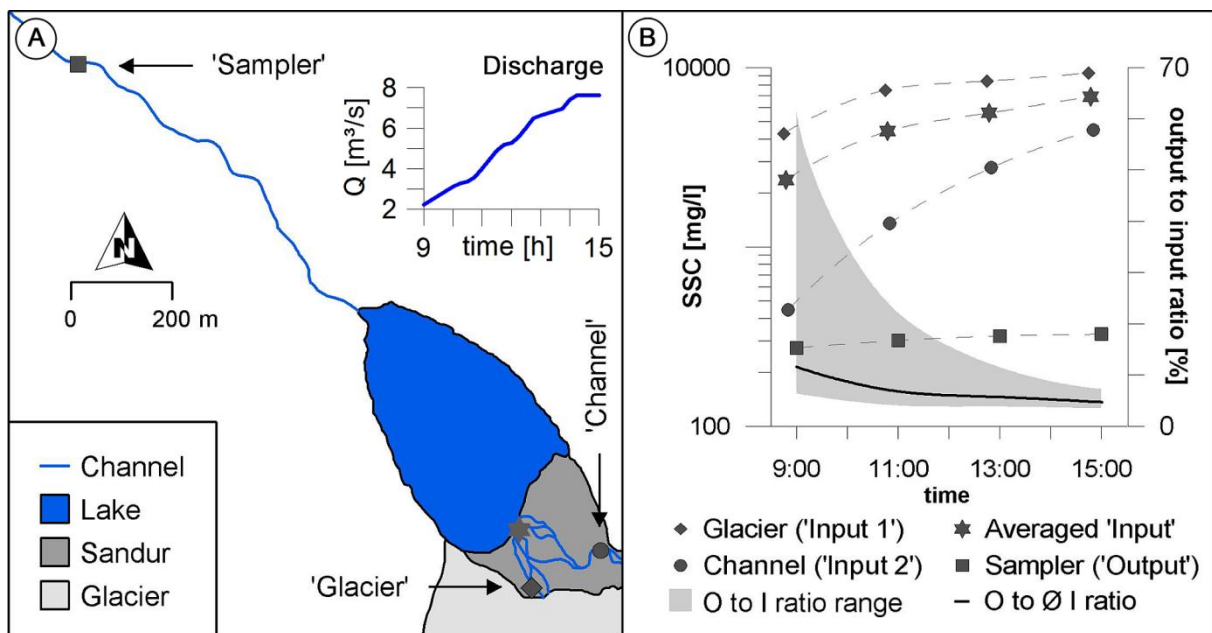 A
'Sampler'
Discharge
Q [m³/s]
8
6
4
2
9
time [h]
15
N
0
200 m
'Channel'
'Glacier'
Channel
Lake
Sandur
Glacier
B
SSC [mg/l]
10000
100
output to input ratio [%]
70
0
9:00
11:00
13:00
15:00
time
Glacier ('Input 1')
Averaged 'Input'
Channel ('Input 2')
Sampler ('Output')
O to I ratio range
O to Ø I ratio